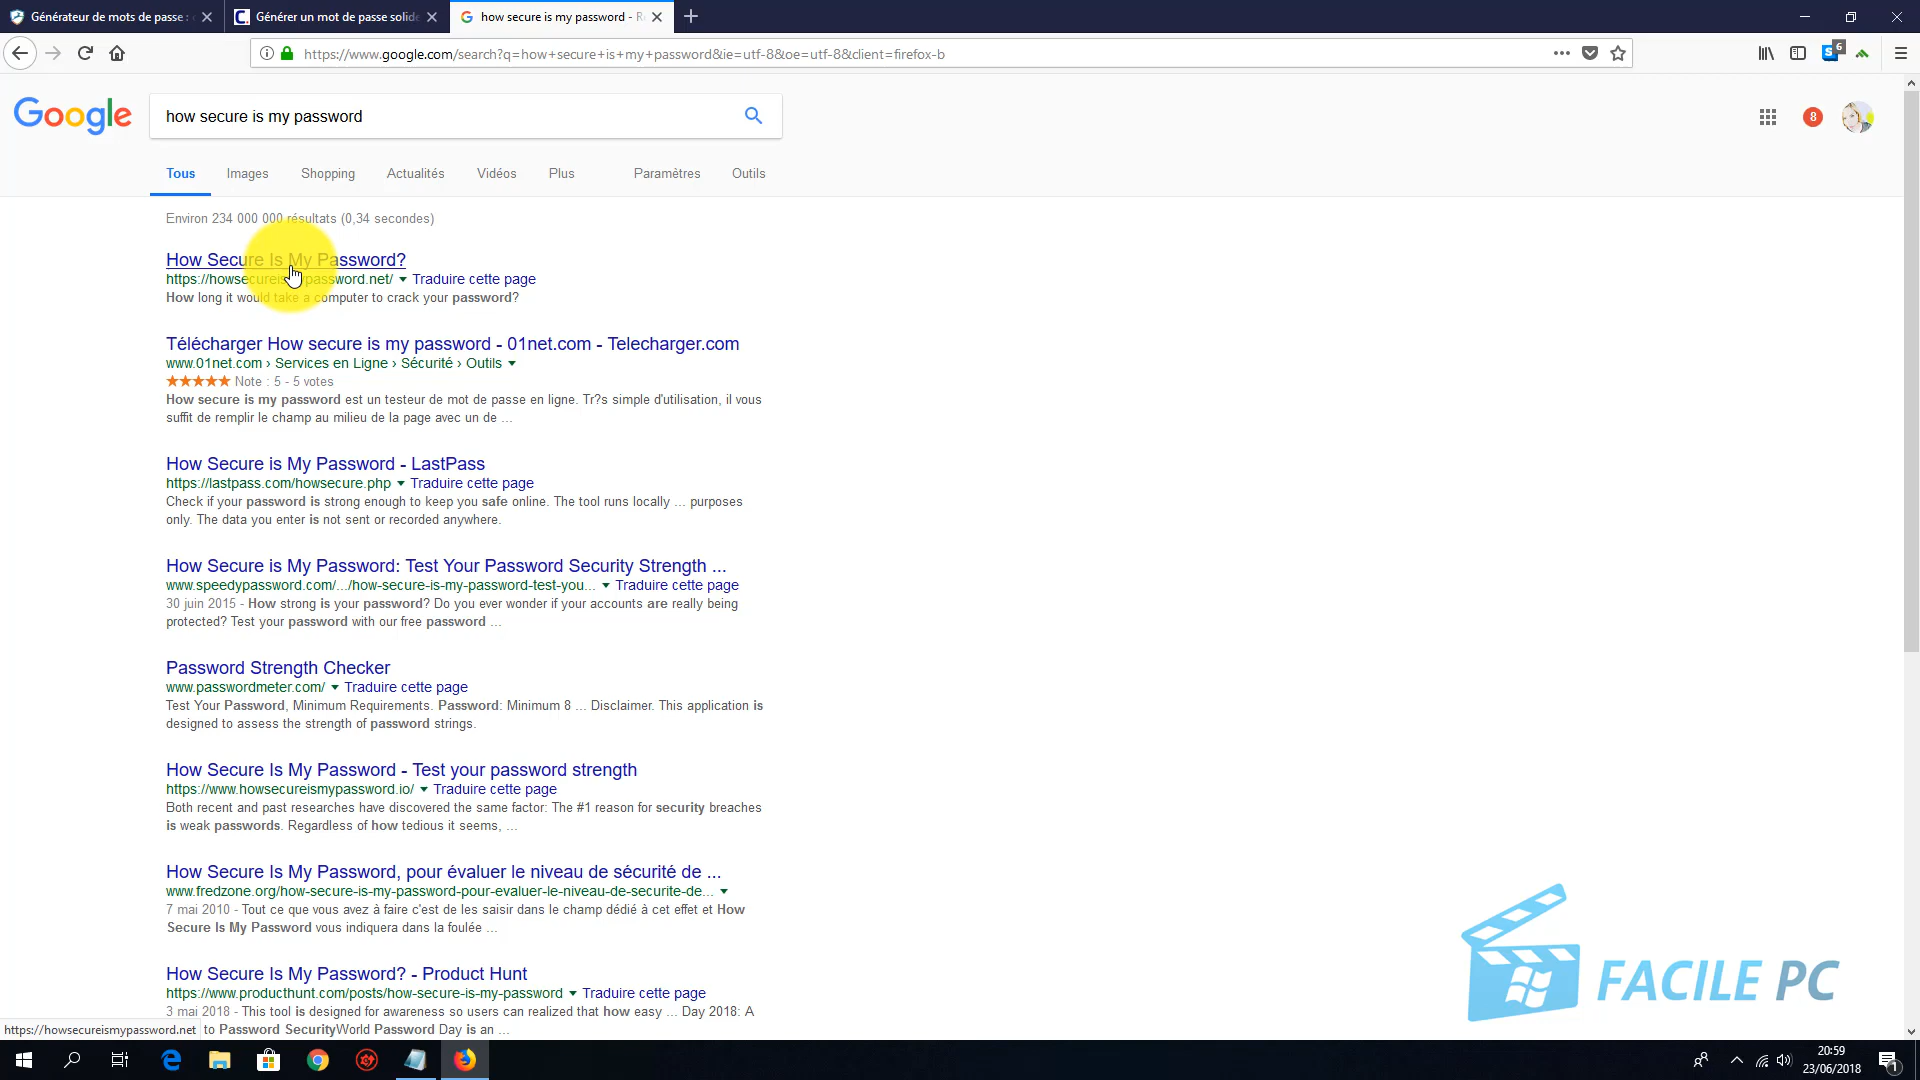 Générateur de mots de passe :
Générer un mot de passe solide
how secure is my password - R
https://www.google.com/search?q=how+secure+is+my+password&ie=utf-8&oe=utf-8&client=firefox-b
6
Google
how secure is my password
8
Tous
Images
Shopping
Actualités
Vidéos
Plus
Paramètres
Outils
Environ 234 000 000 résultats (0,34 secondes)
How Secure Is My Password?
https://howsecureismypassword.net/ Traduire cette page
How long it would take a computer to crack your password?
Télécharger How secure is my password - 01net.com - Telecharger.com
www.01net.com › Services en Ligne › Sécurité › Outils
Note : 5 - 5 votes
How secure is my password est un testeur de mot de passe en ligne. Tr?s simple d'utilisation, il vous
suffit de remplir le champ au milieu de la page avec un de ...
How Secure is My Password - LastPass
https://lastpass.com/howsecure.php Traduire cette page
Check if your password is strong enough to keep you safe online. The tool runs locally ... purposes
only. The data you enter is not sent or recorded anywhere.
How Secure is My Password: Test Your Password Security Strength ...
www.speedypassword.com/.../how-secure-is-my-password-test-you... Traduire cette page
30 juin 2015 - How strong is your password? Do you ever wonder if your accounts are really being
protected? Test your password with our free password ...
Password Strength Checker
www.passwordmeter.com/ Traduire cette page
Test Your Password, Minimum Requirements. Password: Minimum 8 ... Disclaimer. This application is
designed to assess the strength of password strings.
How Secure Is My Password - Test your password strength
https://www.howsecureismypassword.io/ Traduire cette page
Both recent and past researches have discovered the same factor: The #1 reason for security breaches
is weak passwords. Regardless of how tedious it seems, ...
How Secure Is My Password, pour évaluer le niveau de sécurité de ...
www.fredzone.org/how-secure-is-my-password-pour-evaluer-le-niveau-de-securite-de...
7 mai 2010 - Tout ce que vous avez à faire c'est de les saisir dans le champ dédié à cet effet et How
Secure Is My Password vous indiquera dans la foulée ...
How Secure Is My Password? - Product Hunt
https://www.producthunt.com/posts/how-secure-is-my-password Traduire cette page
3 mai 2018 - This tool is designed for awareness so users can realized that how easy ... Day 2018: A
https://howsecureismypassword.net to Password SecurityWorld Password Day is an ...
FACILE PC
20:59
23/06/2018
1